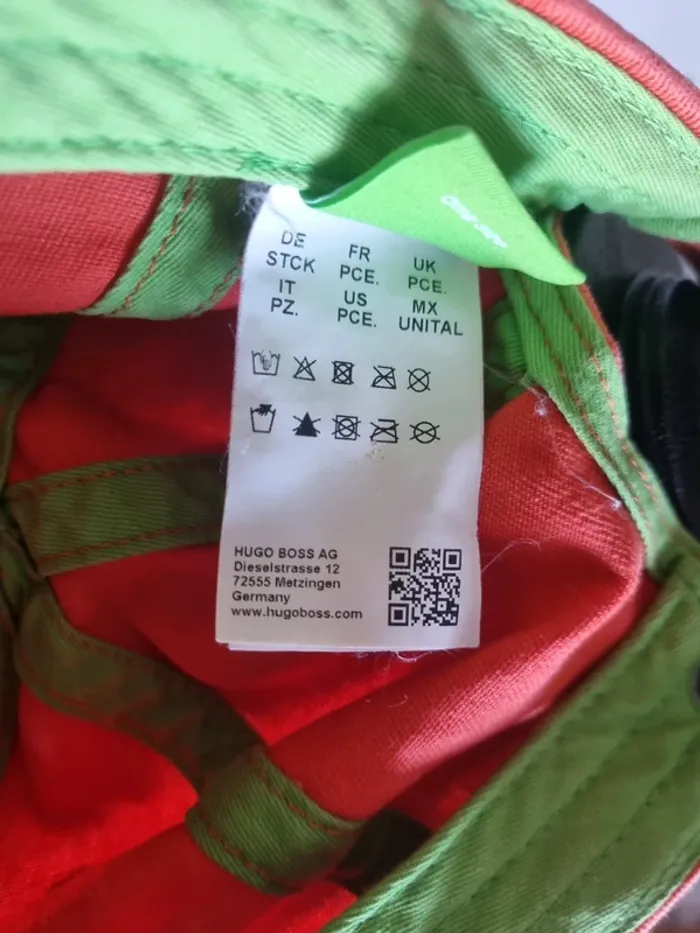 DE FR UK
STCK PCE. PCE.
IT US MX
PZ. PCE. UNITAL
HUGO BOSS AG
Dieselstrasse 12
72555 Metzingen
Germany
www.hugoboss.com